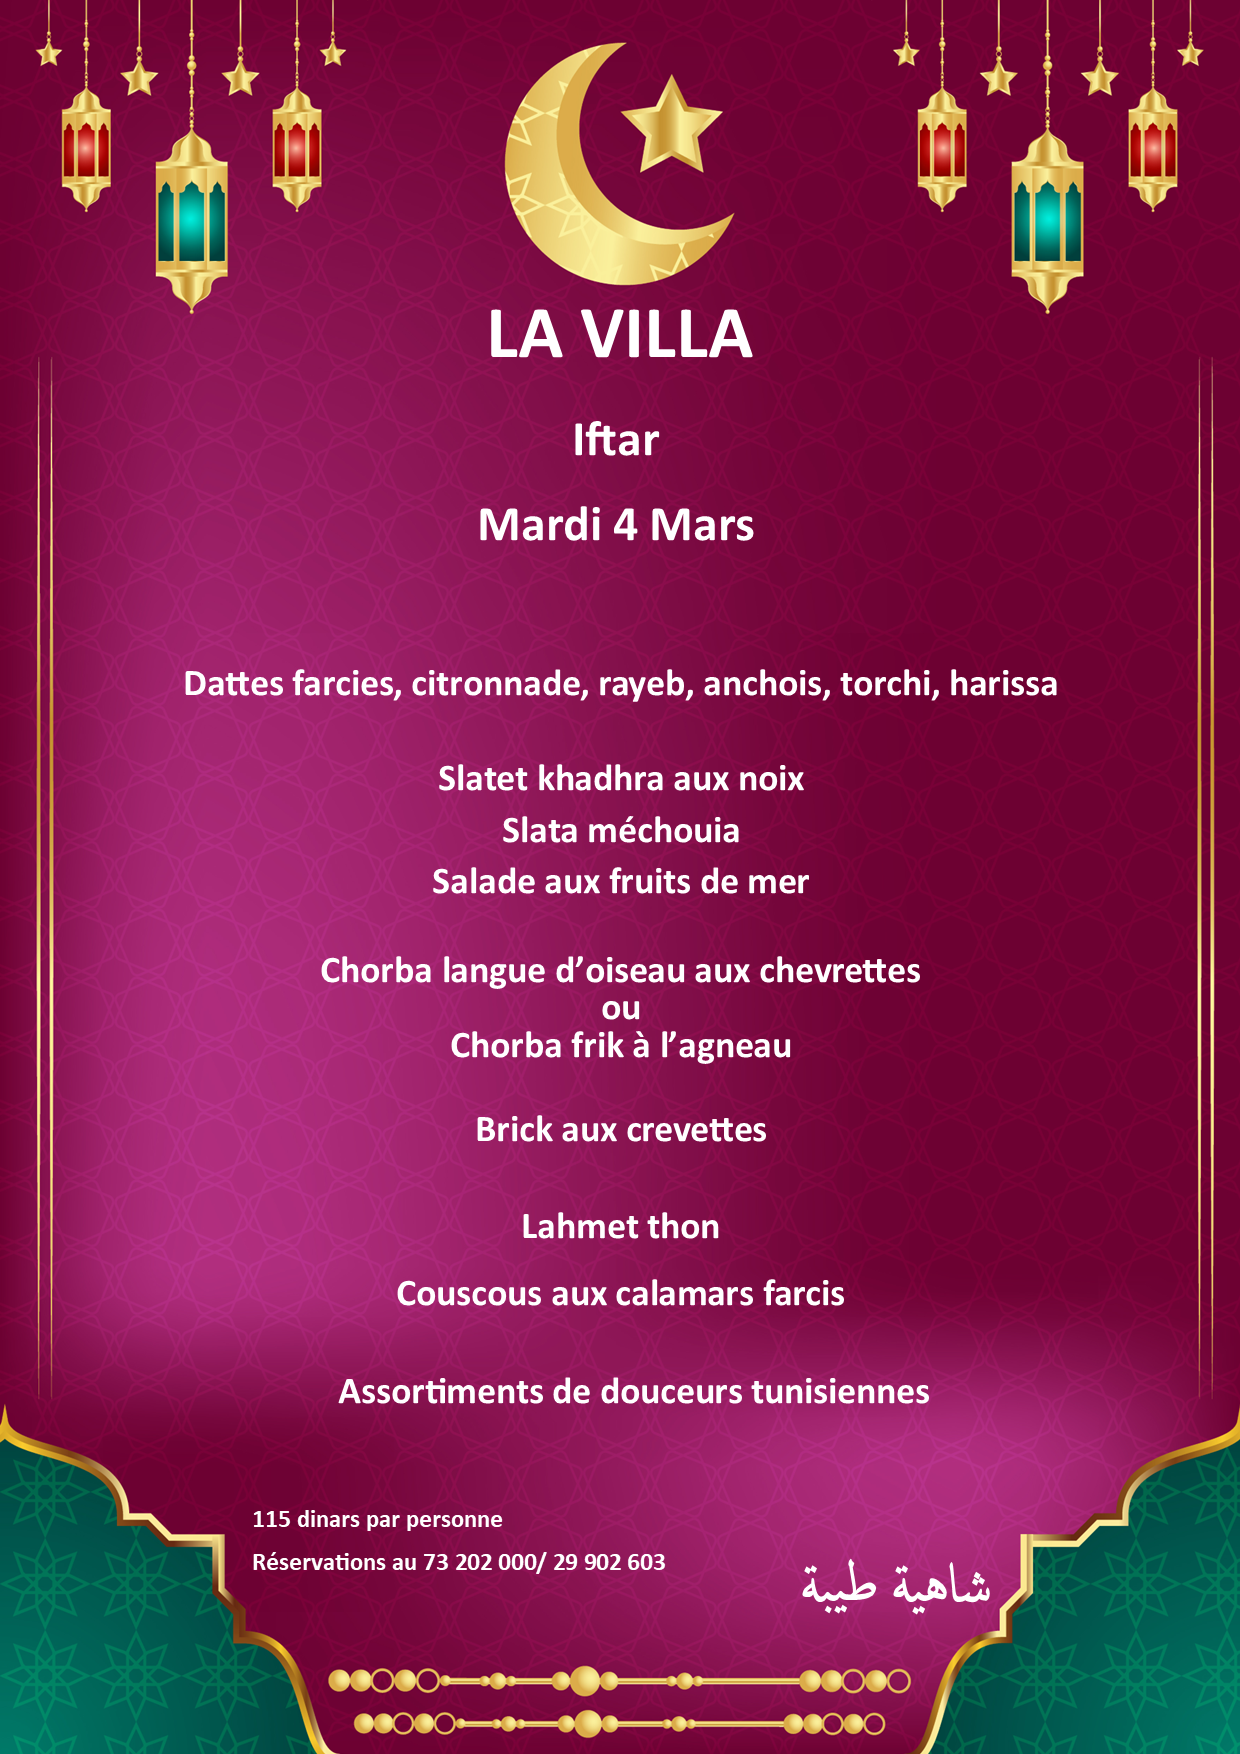 LA VILLA
Iftar
Mardi 4 Mars
Dattes farcies, citronnade, rayeb, anchois, torchi, harissa
Slatet khadhra aux noix
Slata méchouia
Salade aux fruits de mer
Chorba langue d’oiseau aux chevrettes
ou
Chorba frik à l’agneau
Brick aux crevettes
Lahmet thon
Couscous aux calamars farcis
Assortiments de douceurs tunisiennes
115 dinars par personne
Réservations au 73 202 000/ 29 902 603
شاهية طيبة